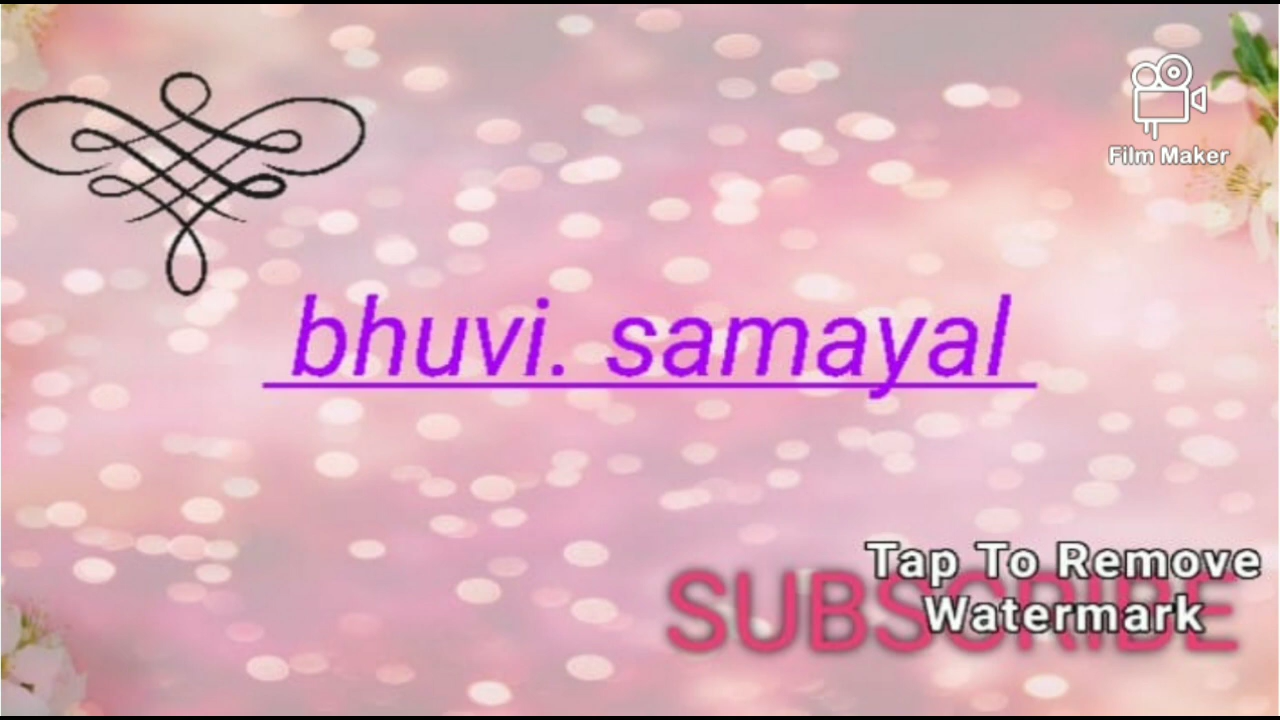 Film Maker
bhuvi. samayal
Tap To Remove
Watermark
SUBSCRIBE